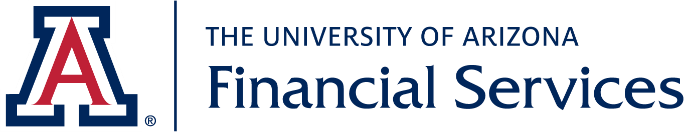 A®
THE UNIVERSITY OF ARIZONA
Financial Services